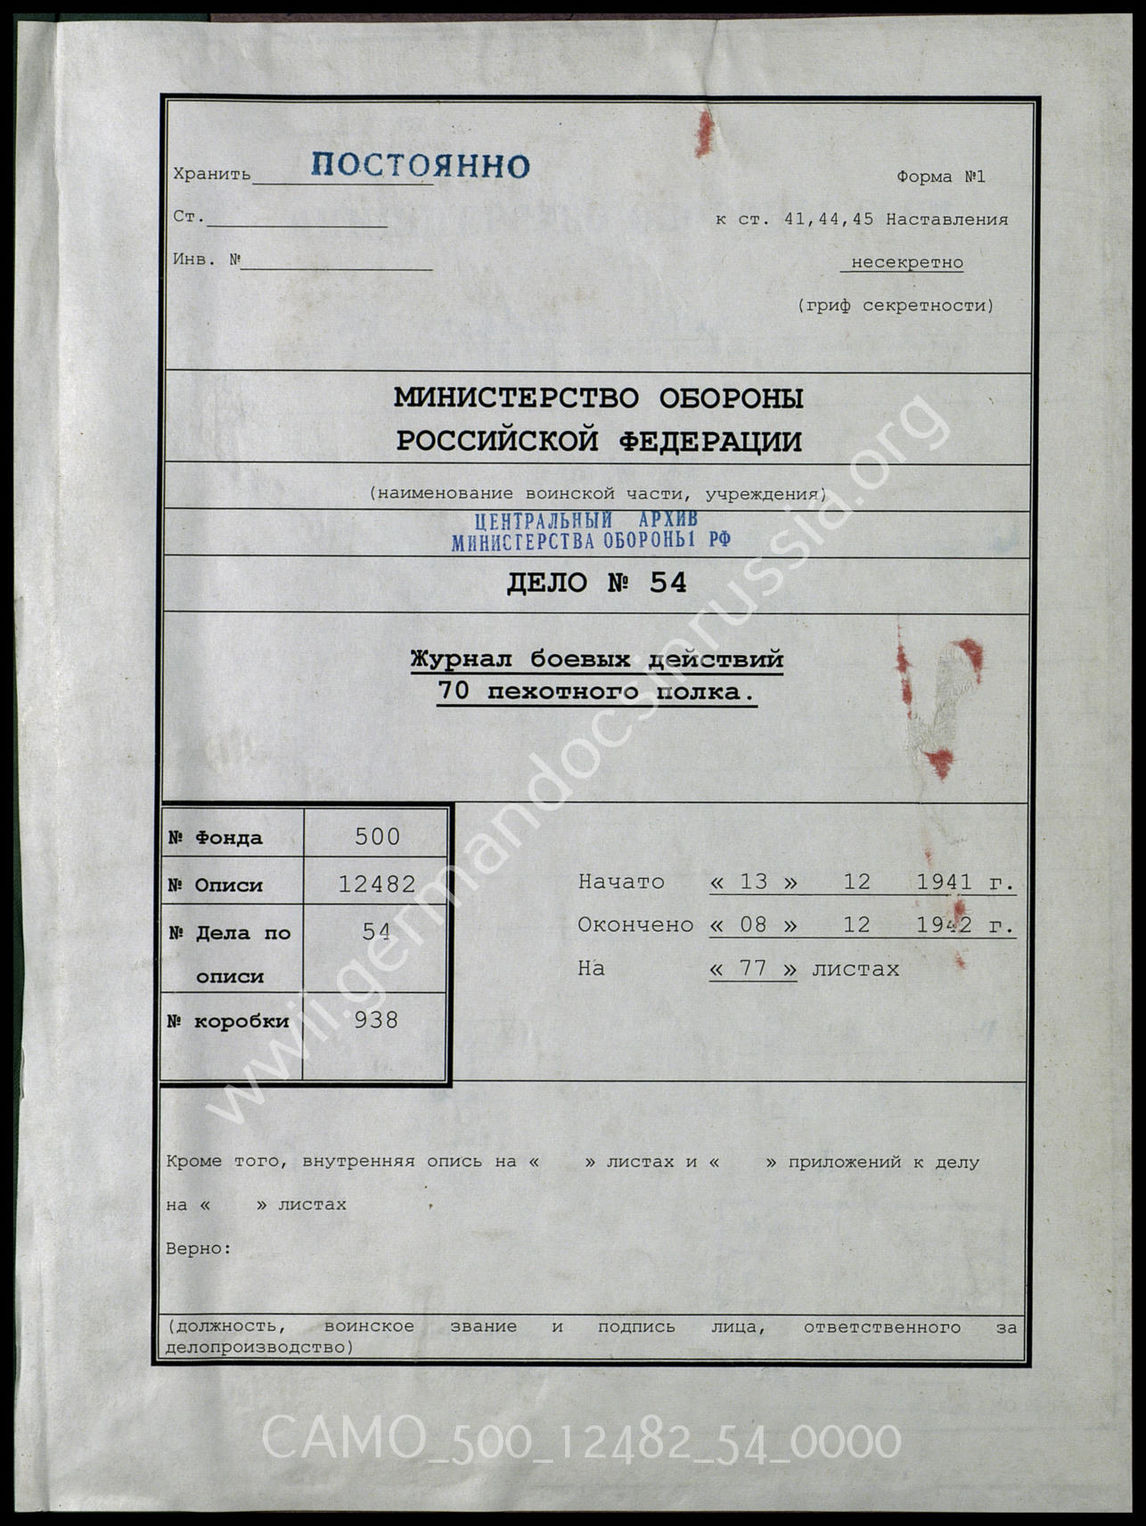 Хранить ПОСТОЯННО
Форма №1
Ст.
к ст. 41,44,45 Наставления
Инв. №
несекретно
(гриф секретности)
МИНИСТЕРСТВО ОБОРОНЫ
РОССИЙСКОЙ ФЕДЕРАЦИИ
(наименование воинской части, учреждения)
ЦЕНТРАЛЬНЫЙ АРХИВ
МИНИСТЕРСТВА ОБОРОНЫ РФ
ДЕЛО № 54
Журнал боевых действий
70 пехотного полка.
№ Фонда 500
№ Описи 12482
№ Дела по 54
описи
№ коробки 938
Начато « 13 » 12 1941 г.
Окончено « 08 » 12 1942 г.
На « 77 » листах
Кроме того, внутренняя опись на « » листах и « » приложений к делу
на « » листах
Верно:
(должность, воинское звание и подпись лица, ответственного за
делопроизводство)
wwii.germandocsinrussia.org
CAMO_500_12482_54_0000